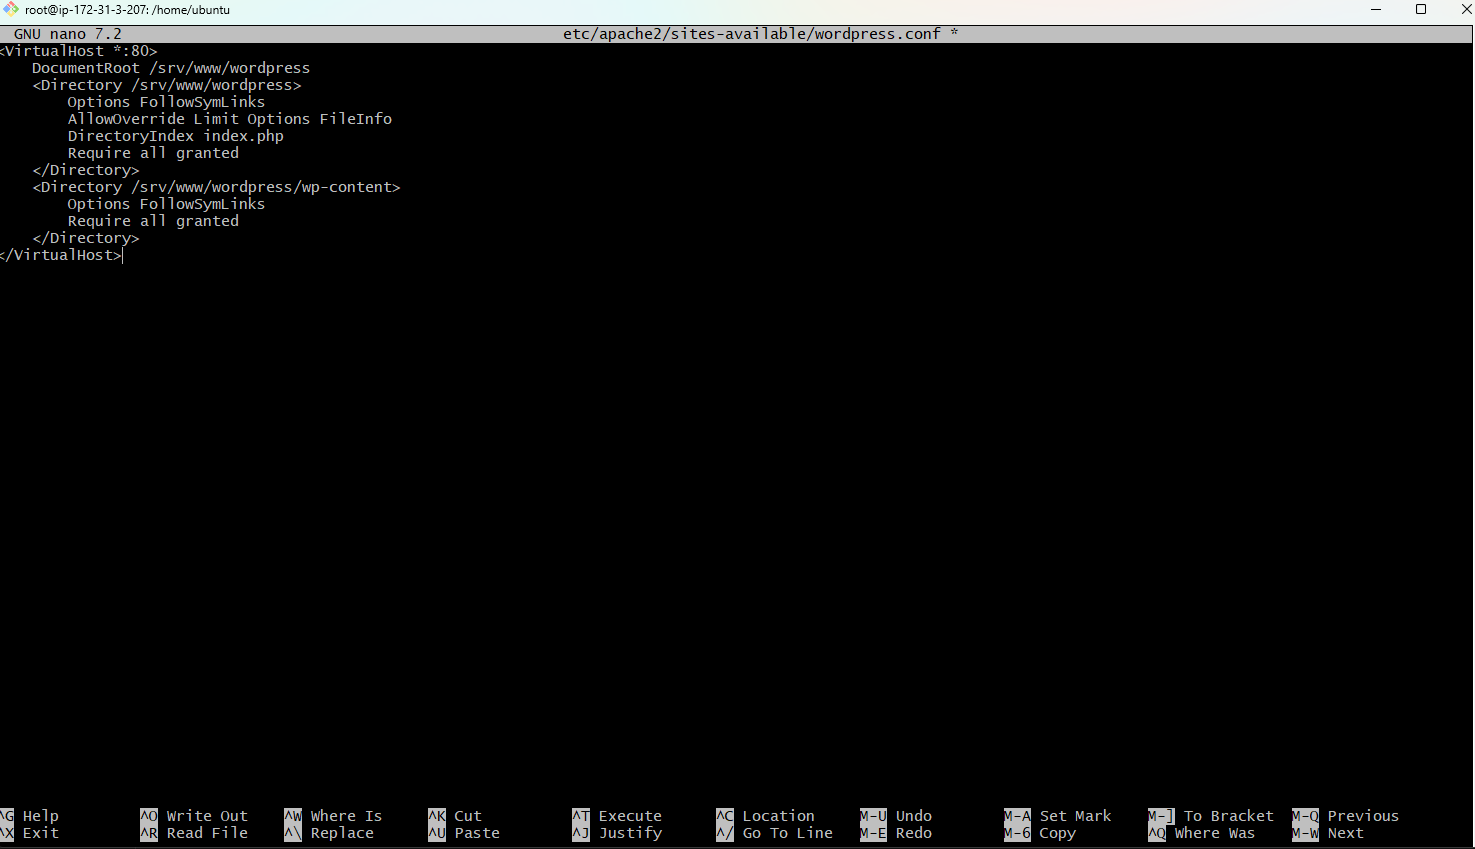 root@ip-172-31-3-207: /home/ubuntu
GNU nano 7.2 etc/apache2/sites-available/wordpress.conf *
<VirtualHost *:80>
    DocumentRoot /srv/www/wordpress
    <Directory /srv/www/wordpress>
        Options FollowSymLinks
        AllowOverride Limit Options FileInfo
        DirectoryIndex index.php
        Require all granted
    </Directory>
    <Directory /srv/www/wordpress/wp-content>
        Options FollowSymLinks
        Require all granted
    </Directory>
</VirtualHost>
^G Help ^O Write Out ^W Where Is ^K Cut ^T Execute ^C Location M-U Undo M-A Set Mark M-] To Bracket M-Q Previous
^X Exit ^R Read File ^\ Replace ^U Paste ^J Justify ^/ Go To Line M-E Redo M-6 Copy ^Q Where Was M-W Next